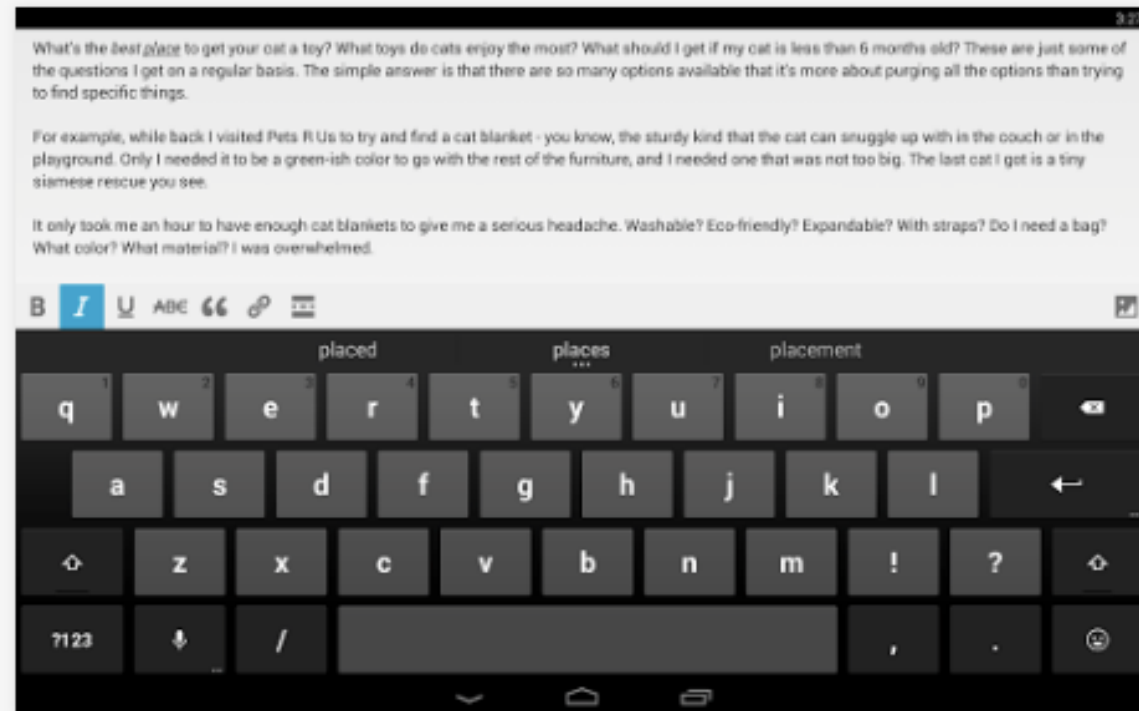 3:27
What's the best place to get your cat a toy? What toys do cats enjoy the most? What should I get if my cat is less than 6 months old? These are just some of
the questions I get on a regular basis. The simple answer is that there are so many options available that it's more about purging all the options than trying
to find specific things.
For example, while back I visited Pets R Us to try and find a cat blanket - you know, the sturdy kind that the cat can snuggle up with in the couch or in the
playground. Only I needed it to be a green-ish color to go with the rest of the furniture, and I needed one that was not too big. The last cat I got is a tiny
siamese rescue you see.
It only took me an hour to have enough cat blankets to give me a serious headache. Washable? Eco-friendly? Expandable? With straps? Do I need a bag?
What color? What material? I was overwhelmed.
B I U ABC
placed places placement
1 2 3 4 5 6 7 8 9 0
q w e r t y u i o p
a s d f g h j k l
z x c v b n m ! ?
?123 / , .